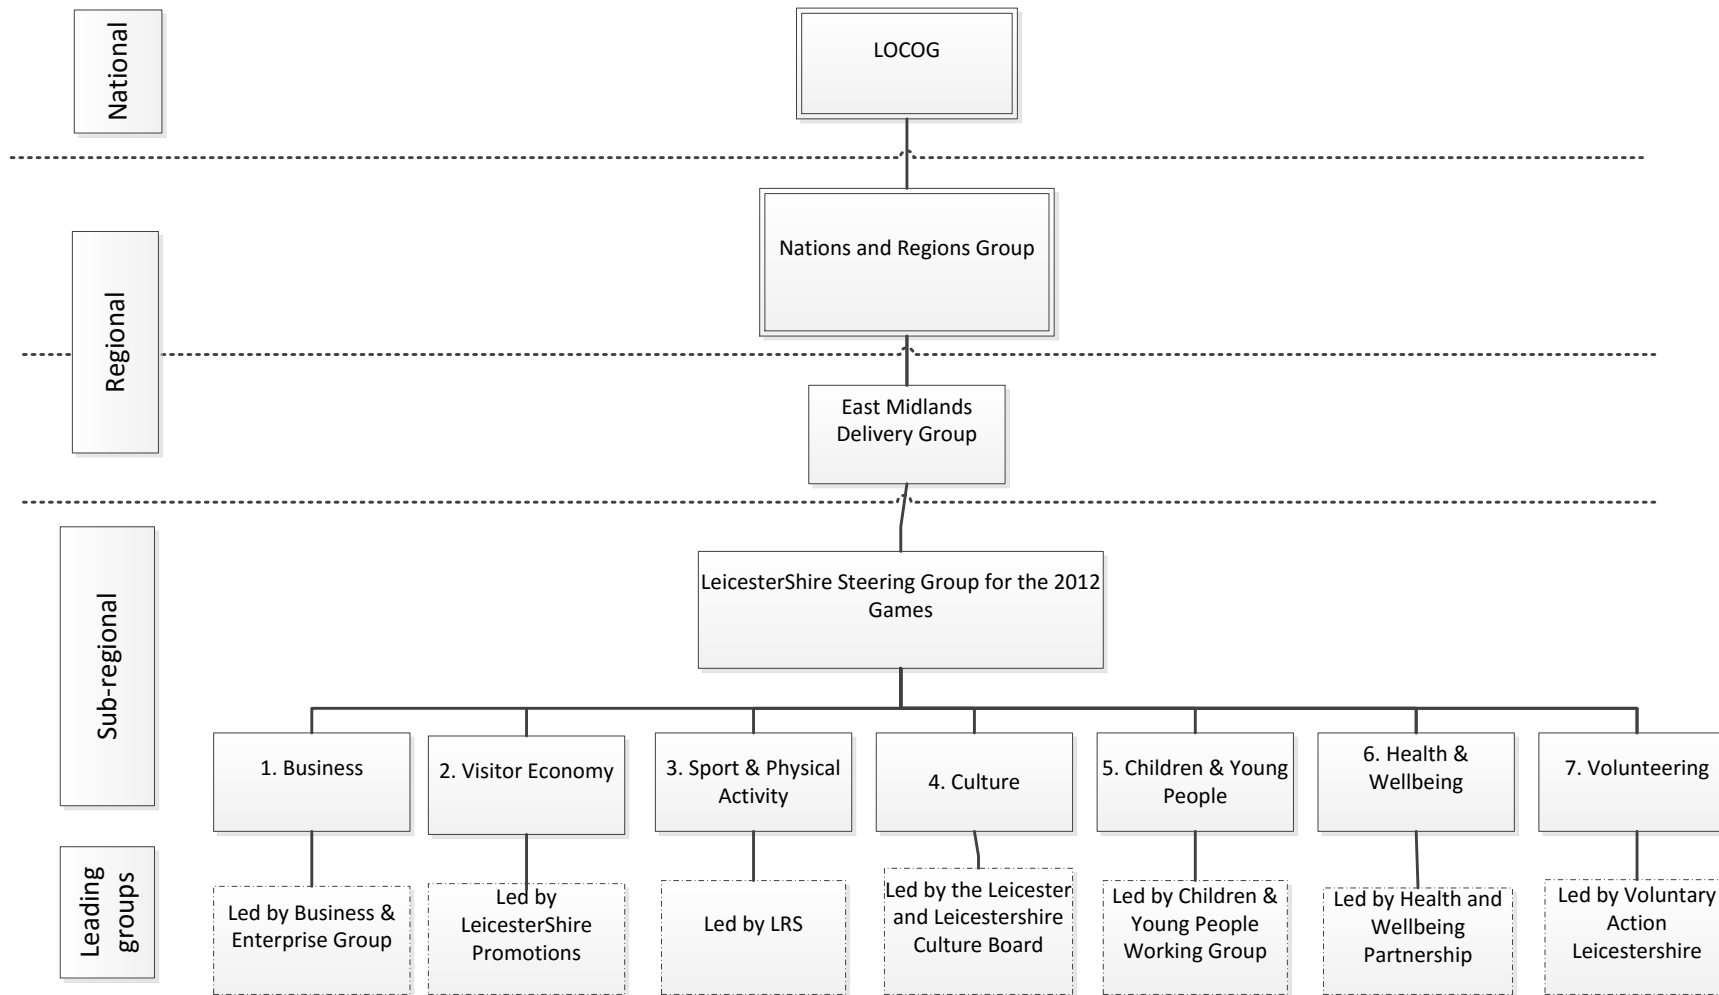 National
LOCOG
Regional
Nations and Regions Group
East Midlands
Delivery Group
Sub-regional
LeicesterShire Steering Group for the 2012
Games
1. Business
2. Visitor Economy
3. Sport & Physical
Activity
4. Culture
5. Children & Young
People
6. Health &
Wellbeing
7. Volunteering
Leading
groups
Led by Business &
Enterprise Group
Led by
LeicesterShire
Promotions
Led by LRS
Led by the Leicester
and Leicestershire
Culture Board
Led by Children &
Young People
Working Group
Led by Health and
Wellbeing
Partnership
Led by Voluntary
Action
Leicestershire